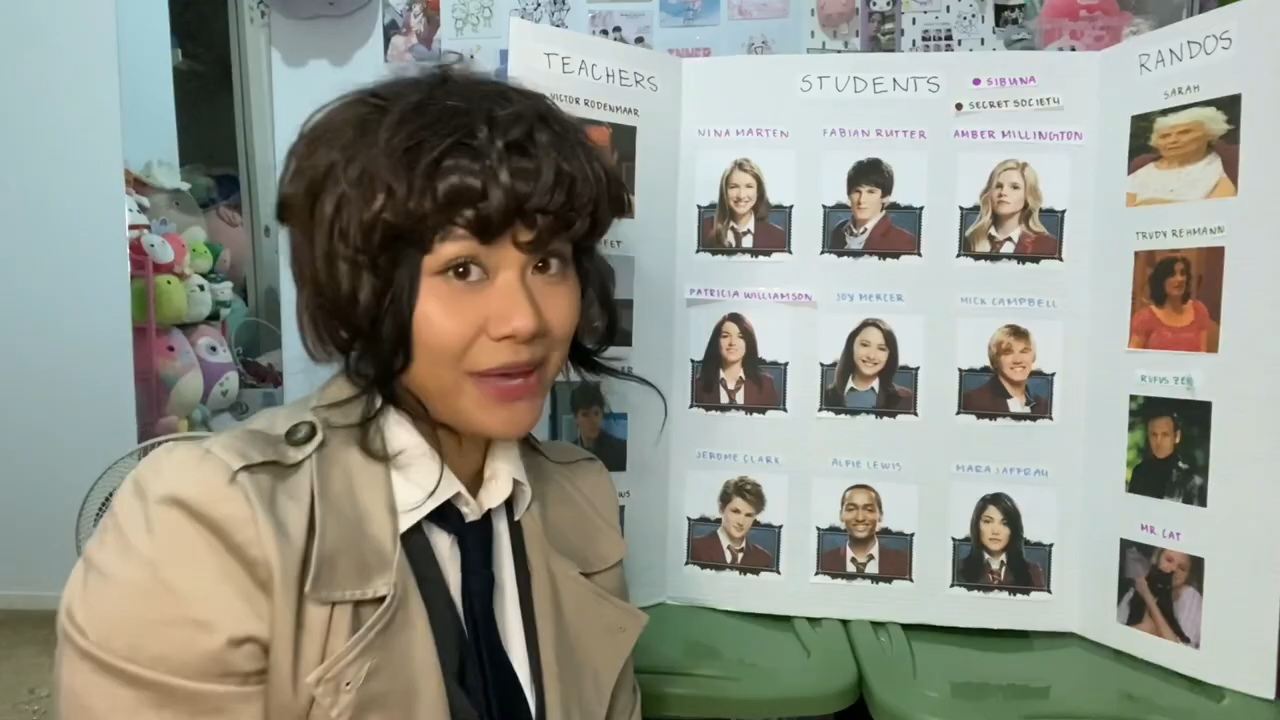 TEACHERS
VICTOR RODENMAAR
STUDENTS
SIBUNA
SECRET SOCIETY
NINA MARTEN
FABIAN RUTTER
AMBER MILLINGTON
PATRICIA WILLIAMSON
JOY MERCER
MICK CAMPBELL
JEROME CLARK
ALFIE LEWIS
MARA JAFFRAY
RANDOS
SARAH
TRUDY REHMANN
RUFUS ZEN
MR. CAT